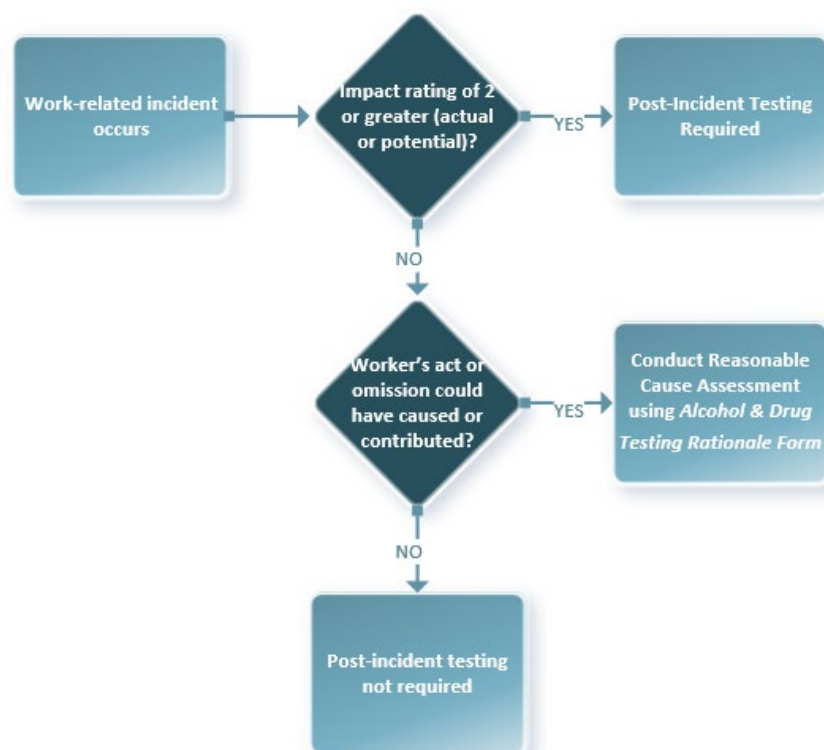 Work-related incident
occurs
Impact rating of 2
or greater (actual
or potential)?
YES
Post-Incident Testing
Required
NO
Worker’s act or
omission could
have caused or
contributed?
YES
Conduct Reasonable
Cause Assessment
using Alcohol & Drug
Testing Rationale Form
NO
Post-incident testing
not required